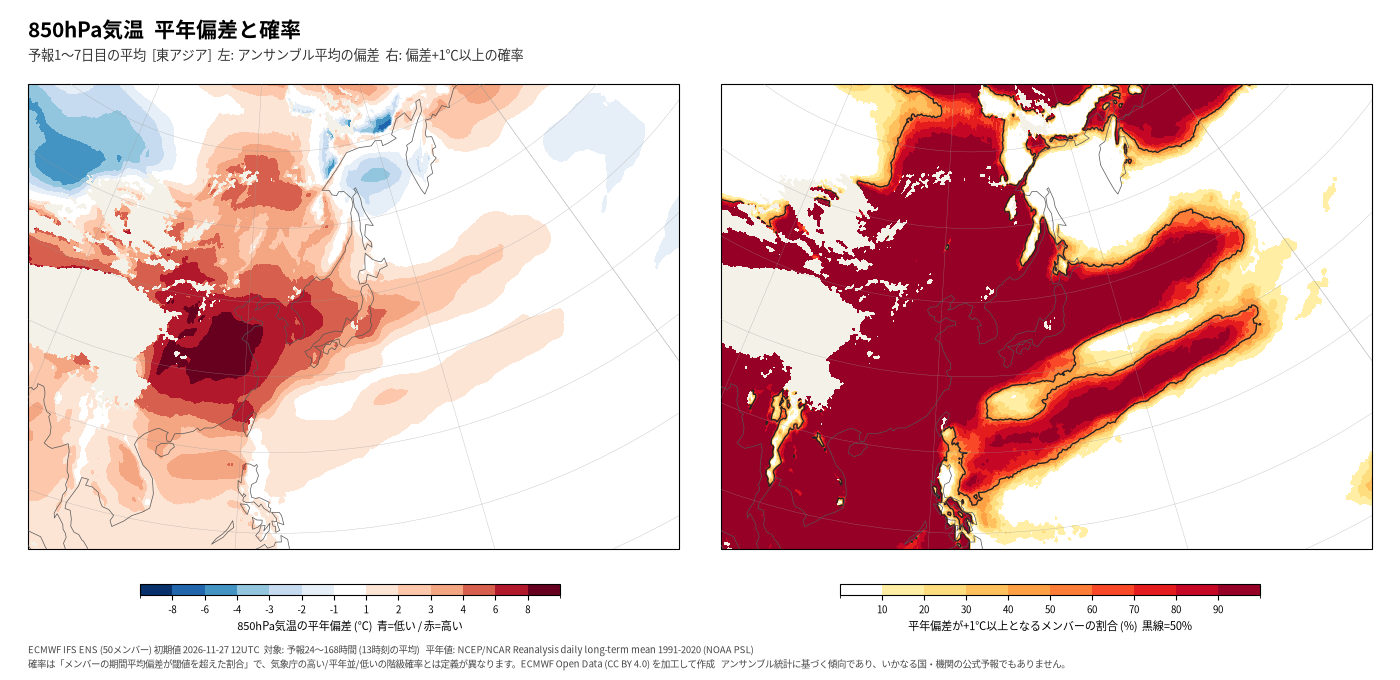 850hPa気温 平年偏差と確率
予報1～7日目の平均 [東アジア] 左: アンサンブル平均の偏差 右: 偏差+1℃以上の確率
-8 -6 -4 -3 -2 -1 1 2 3 4 6 8
850hPa気温の平年偏差 (℃) 青=低い / 赤=高い
10 20 30 40 50 60 70 80 90
平年偏差が+1℃以上となるメンバーの割合 (%) 黒線=50%
ECMWF IFS ENS (50メンバー) 初期値 2026-11-27 12UTC 対象: 予報24～168時間 (13時刻の平均) 平年値: NCEP/NCAR Reanalysis daily long-term mean 1991-2020 (NOAA PSL)
確率は「メンバーの期間平均偏差が閾値を超えた割合」で、気象庁の高い/平年並/低いの階級確率とは定義が異なります。ECMWF Open Data (CC BY 4.0) を加工して作成 アンサンブル統計に基づく傾向であり、いかなる国・機関の公式予報でもありません。